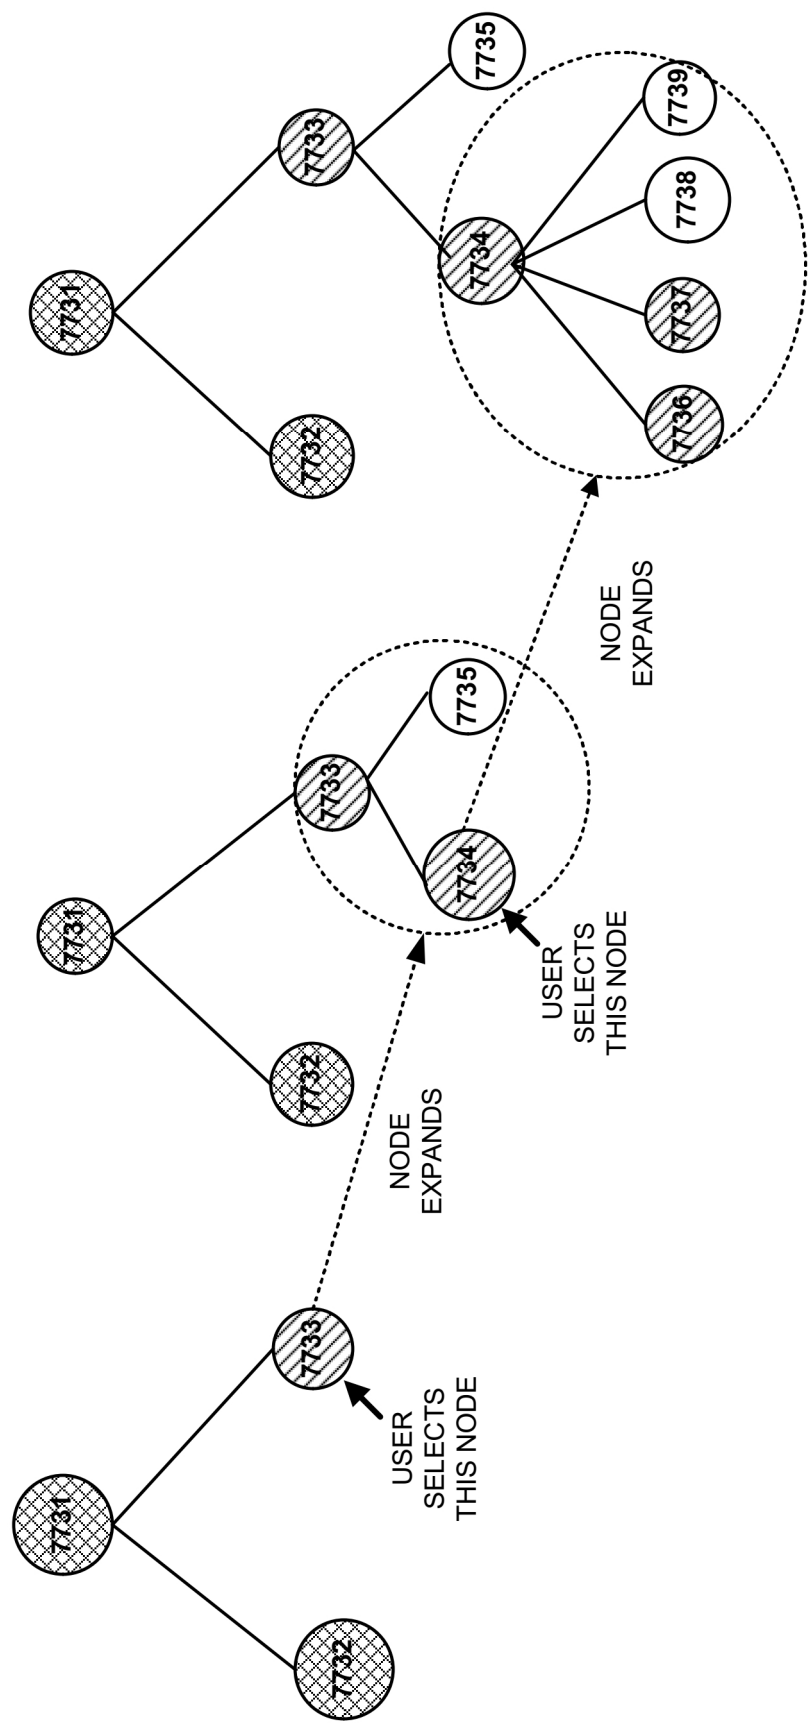 7731
7732
7733
USER
SELECTS
THIS NODE
NODE
EXPANDS
7731
7732
7733
7734
7735
USER
SELECTS
THIS NODE
NODE
EXPANDS
7731
7732
7733
7734
7735
7736
7737
7738
7739